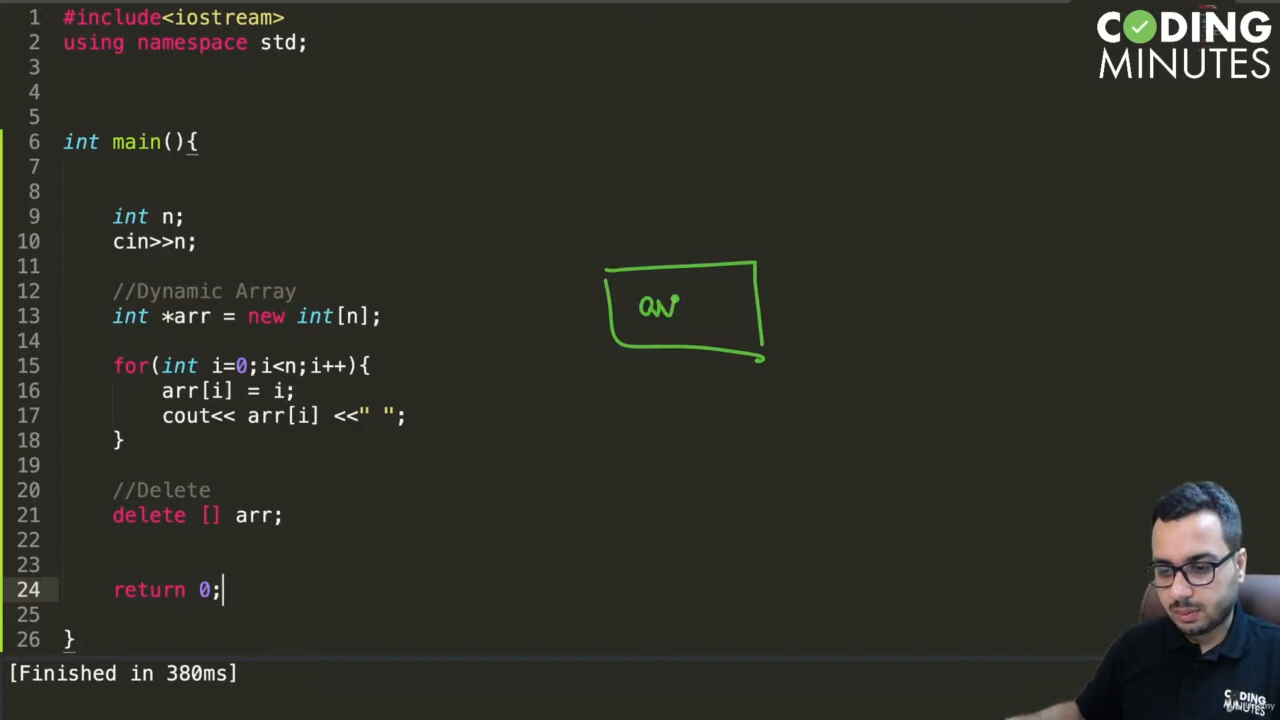 1 #include<iostream>
2 using namespace std;
3
4
5
6 int main(){
7
8
9 int n;
10 cin>>n;
11
12 //Dynamic Array
13 int *arr = new int[n];
14
15 for(int i=0;i<n;i++){
16 arr[i] = i;
17 cout<< arr[i] <<" ";
18 }
19
20 //Delete
21 delete [] arr;
22
23
24 return 0;
25
26 }
[Finished in 380ms]
CODING
MINUTES
CODING
MINUTES